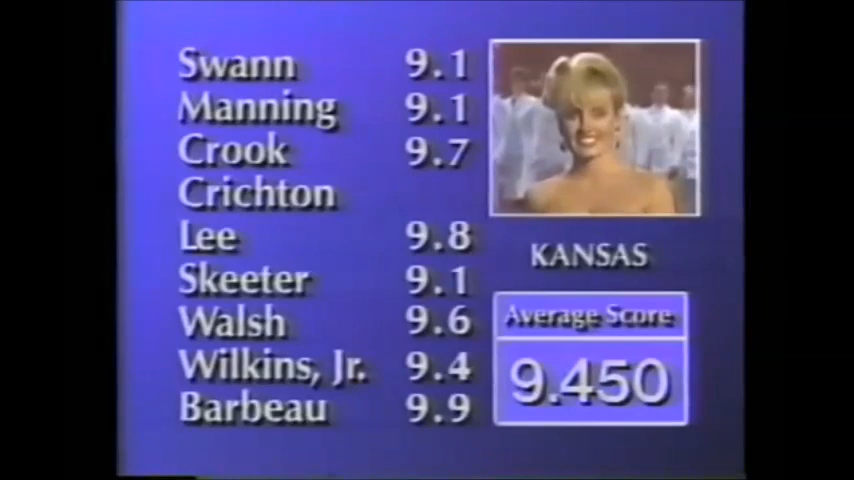 Swann 9.1
Manning 9.1
Crook 9.7
Crichton
Lee 9.8
Skeeter 9.1
Walsh 9.6
Wilkins, Jr. 9.4
Barbeau 9.9
KANSAS
Average Score
9.450